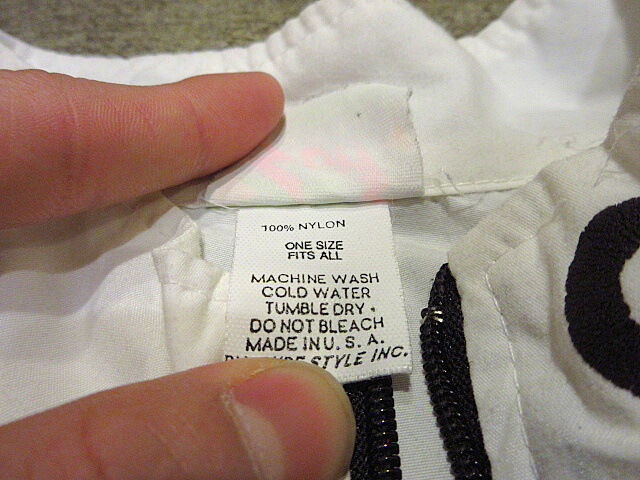 100% NYLON
ONE SIZE
FITS ALL
MACHINE WASH
COLD WATER
TUMBLE DRY.
DO NOT BLEACH
MADE IN U. S. A.
STYLE INC.